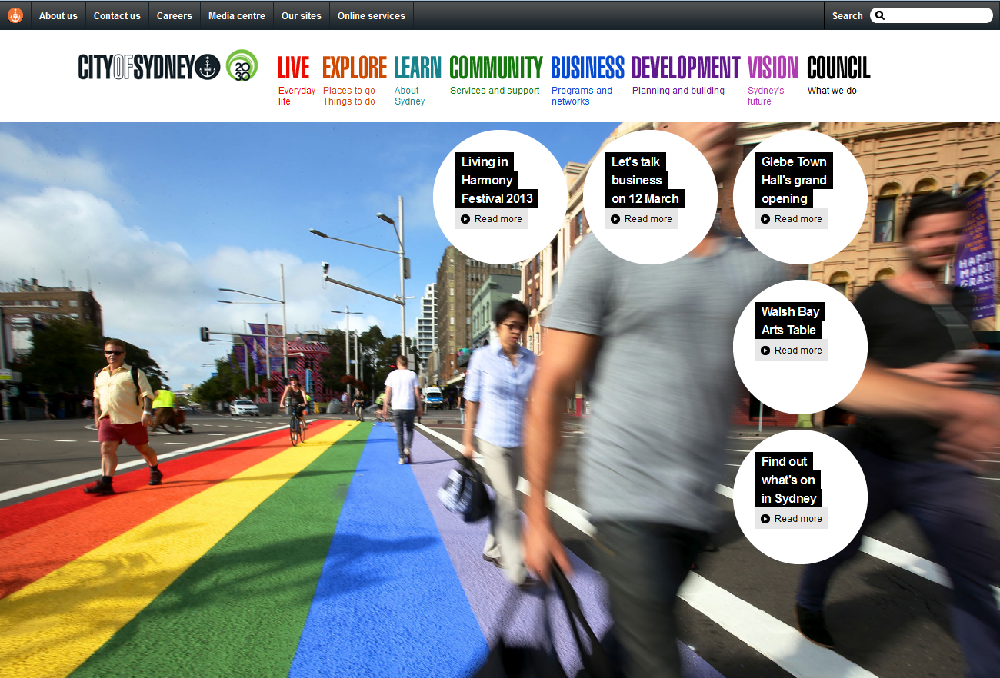 About us
Contact us
Careers
Media centre
Our sites
Online services
Search
CITYOFSYDNEY
2030
LIVE
Everyday
life
EXPLORE
Places to go
Things to do
LEARN
About
Sydney
COMMUNITY
Services and support
BUSINESS
Programs and
networks
DEVELOPMENT
Planning and building
VISION
Sydney's
future
COUNCIL
What we do
Living in
Harmony
Festival 2013
Read more
Let's talk
business
on 12 March
Read more
Glebe Town
Hall's grand
opening
Read more
HAPPY
MARDI
GRAS
Walsh Bay
Arts Table
Read more
Find out
what's on
in Sydney
Read more